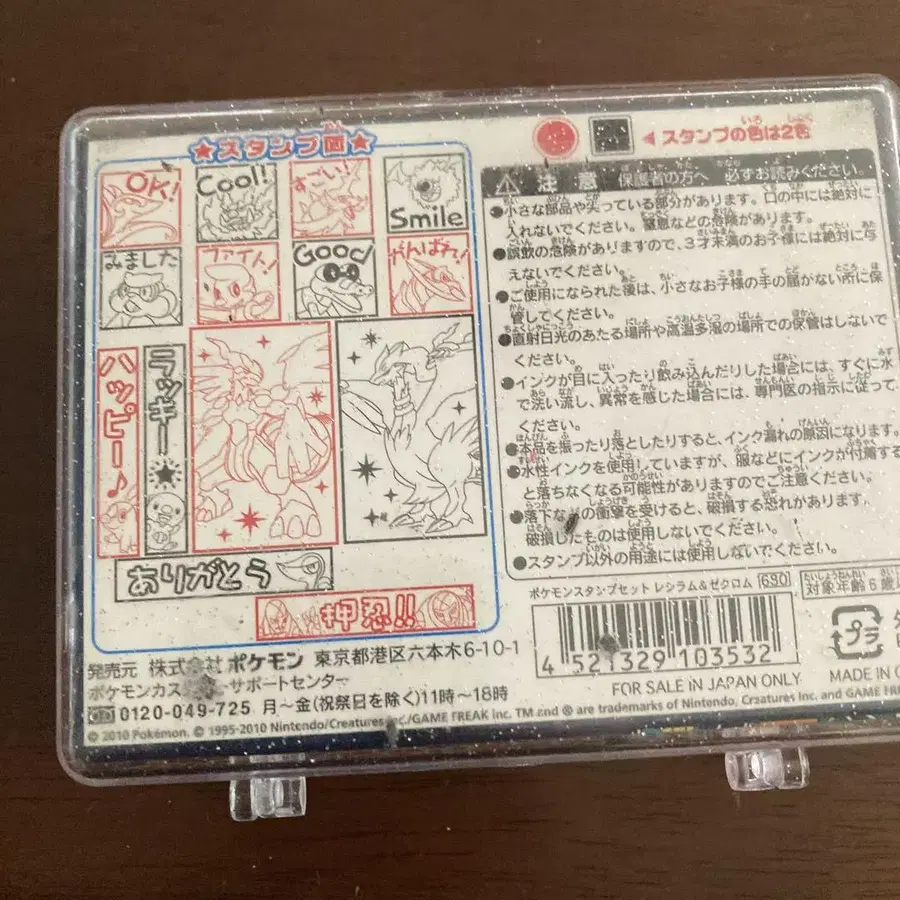 ★スタンプ面★
OK!
Cool!
すごい!
Smile
みました
ファイト!
Good
がんばれ!
ハッピー♪
ラッキー★
ありがとう
押忍!!
◀スタンプの色は2色
注意 保護者の方へ 必ずお読みください。
●小さな部品や尖っている部分があります。口の中には絶対に
入れないでください。窒息などの危険があります。
●誤飲の危険がありますので、3才未満のお子様には絶対に与
えないでください。
●ご使用になられた後は、小さなお子様の手の届かない所に保
管してください。
●直射日光のあたる場所や高温多湿の場所での保管はしないで
ください。
●インクが目に入ったり飲み込んだりした場合には、すぐに水
で洗い流し、異常を感じた場合には、専門医の指示に従って
ください。
●本品を振ったり落としたりすると、インク漏れの原因になります。
●水性インクを使用していますが、服などにインクが付着する
と落ちなくなる可能性がありますのでご注意ください。
●落下などの衝撃を受けると、破損する恐れがあります。
破損したものは使用しないでください。
●スタンプ以外の用途には使用しないでください。
ポケモンスタンプセット レシラム&ゼクロム 690
対象年齢6歳
4 521329 103532
プラ
FOR SALE IN JAPAN ONLY
MADE IN C
発売元 株式会社ポケモン 東京都港区六本木6-10-1
ポケモンカス ーサポートセンター
0120-049-725 月〜金(祝祭日を除く)11時〜18時
© 2010 Pokémon. © 1995-2010 Nintendo/Creatures Inc./GAME FREAK inc. TM and ® are trademarks of Nintendo, Creatures Inc. and GAME FREAK